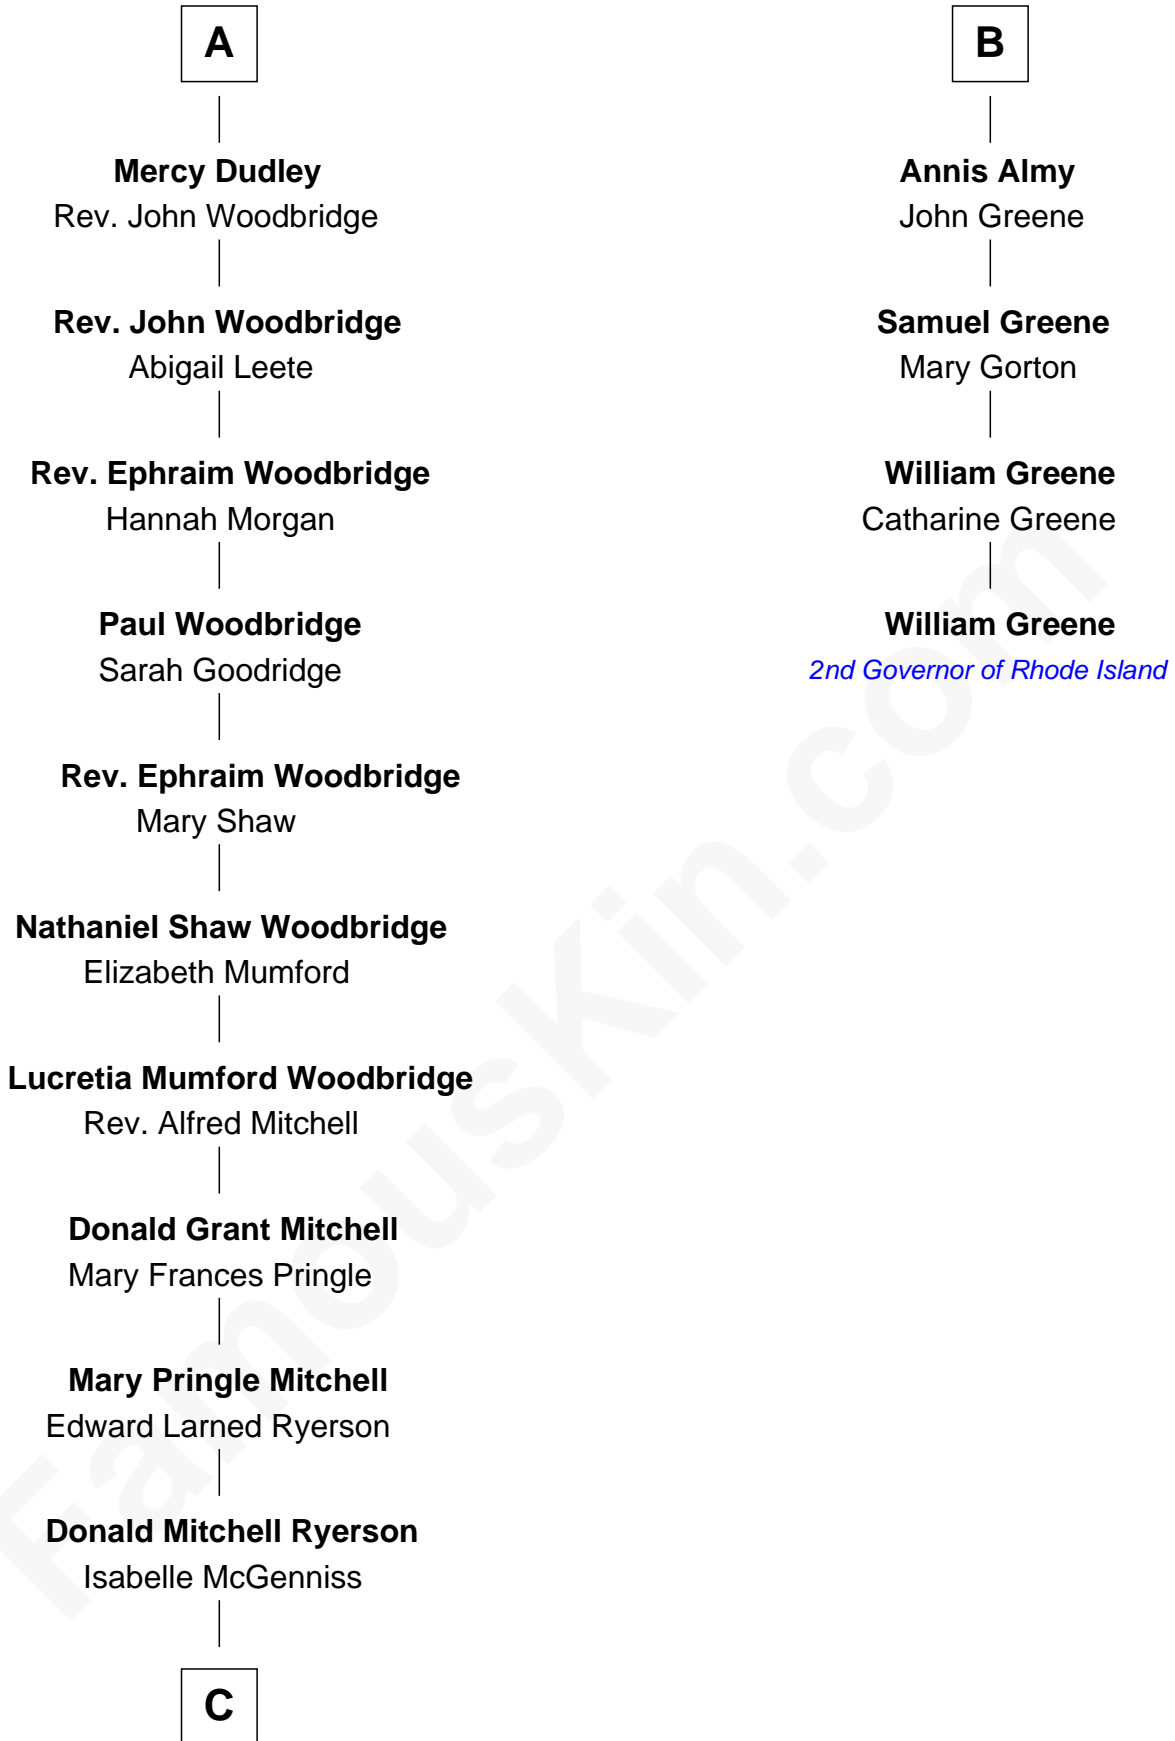 A
Mercy Dudley
Rev. John Woodbridge
Rev. John Woodbridge
Abigail Leete
Rev. Ephraim Woodbridge
Hannah Morgan
Paul Woodbridge
Sarah Goodridge
Rev. Ephraim Woodbridge
Mary Shaw
Nathaniel Shaw Woodbridge
Elizabeth Mumford
Lucretia Mumford Woodbridge
Rev. Alfred Mitchell
Donald Grant Mitchell
Mary Frances Pringle
Mary Pringle Mitchell
Edward Larned Ryerson
Donald Mitchell Ryerson
Isabelle McGenniss
C
B
Annis Almy
John Greene
Samuel Greene
Mary Gorton
William Greene
Catharine Greene
William Greene
2nd Governor of Rhode Island
FamousKin.com